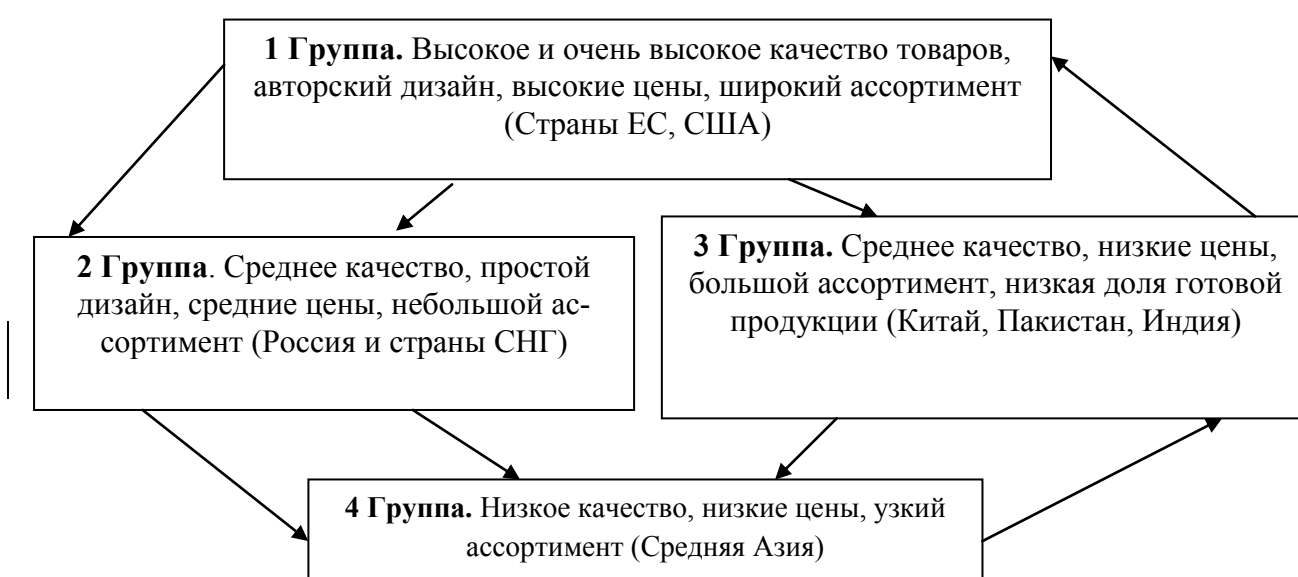 1 Группа. Высокое и очень высокое качество товаров,
авторский дизайн, высокие цены, широкий ассортимент
(Страны ЕС, США)
2 Группа. Среднее качество, простой
дизайн, средние цены, небольшой ас-
сортимент (Россия и страны СНГ)
3 Группа. Среднее качество, низкие цены,
большой ассортимент, низкая доля готовой
продукции (Китай, Пакистан, Индия)
4 Группа. Низкое качество, низкие цены, узкий
ассортимент (Средняя Азия)